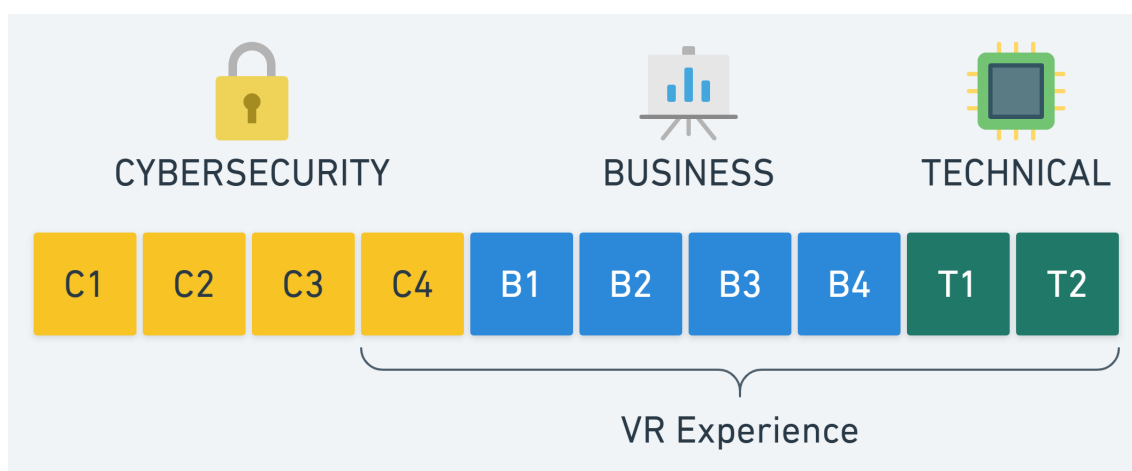 CYBERSECURITY BUSINESS TECHNICAL
C1 C2 C3 C4 B1 B2 B3 B4 T1 T2
VR Experience